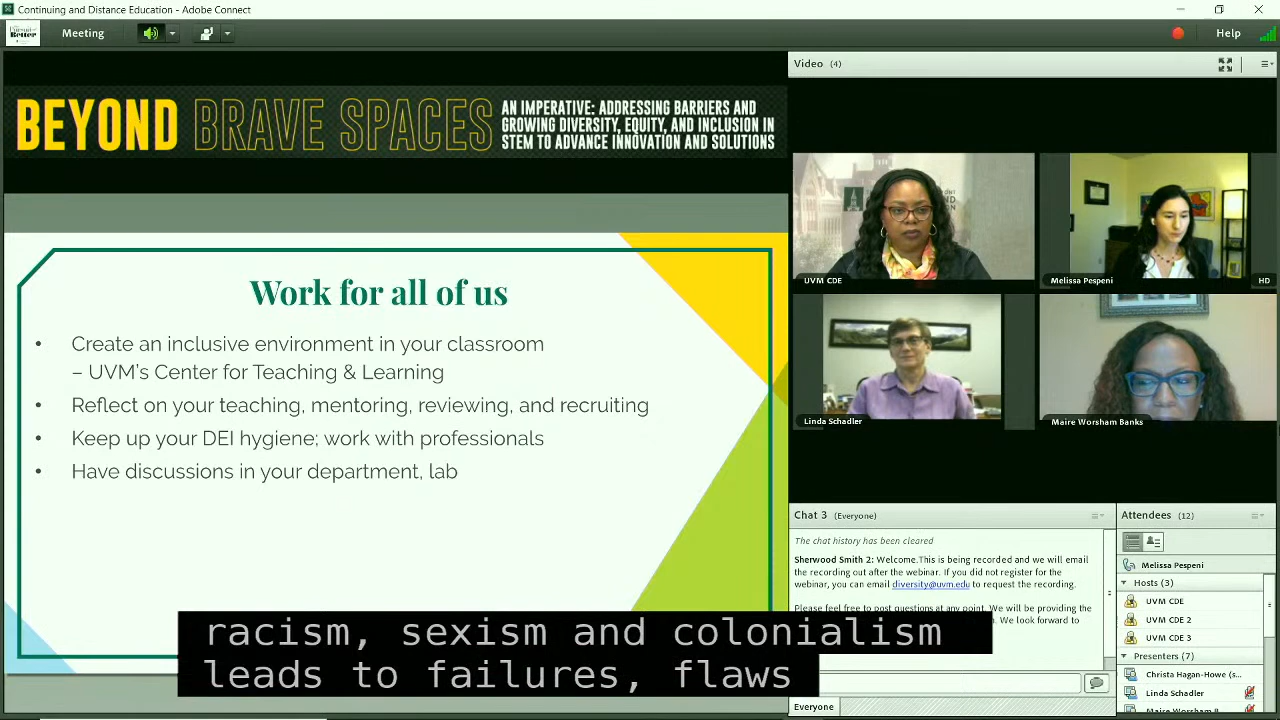 Continuing and Distance Education - Adobe Connect
Meeting
Help
BEYOND BRAVE SPACES
AN IMPERATIVE: ADDRESSING BARRIERS AND
GROWING DIVERSITY, EQUITY, AND INCLUSION IN
STEM TO ADVANCE INNOVATION AND SOLUTIONS
Work for all of us
• Create an inclusive environment in your classroom
– UVM's Center for Teaching & Learning
• Reflect on your teaching, mentoring, reviewing, and recruiting
• Keep up your DEI hygiene; work with professionals
• Have discussions in your department, lab
racism, sexism and colonialism
leads to failures, flaws
Video (4)
UVM CDE
Melissa Pespeni
HD
Linda Schadler
Maire Worsham Banks
Chat 3 (Everyone)
The chat history has been cleared
Sherwood Smith 2: Welcome.This is being recorded and we will email
the recording out after the webinar. If you did not register for the
webinar, you can email diversity@uvm.edu to request the recording.
Please feel free to post questions at any point. We will be providing the
We look forward to
Everyone
Attendees (12)
Melissa Pespeni
Hosts (3)
UVM CDE
UVM CDE 2
UVM CDE 3
Presenters (7)
Christa Hagan-Howe (s...
Linda Schadler
Maire Worsham B...